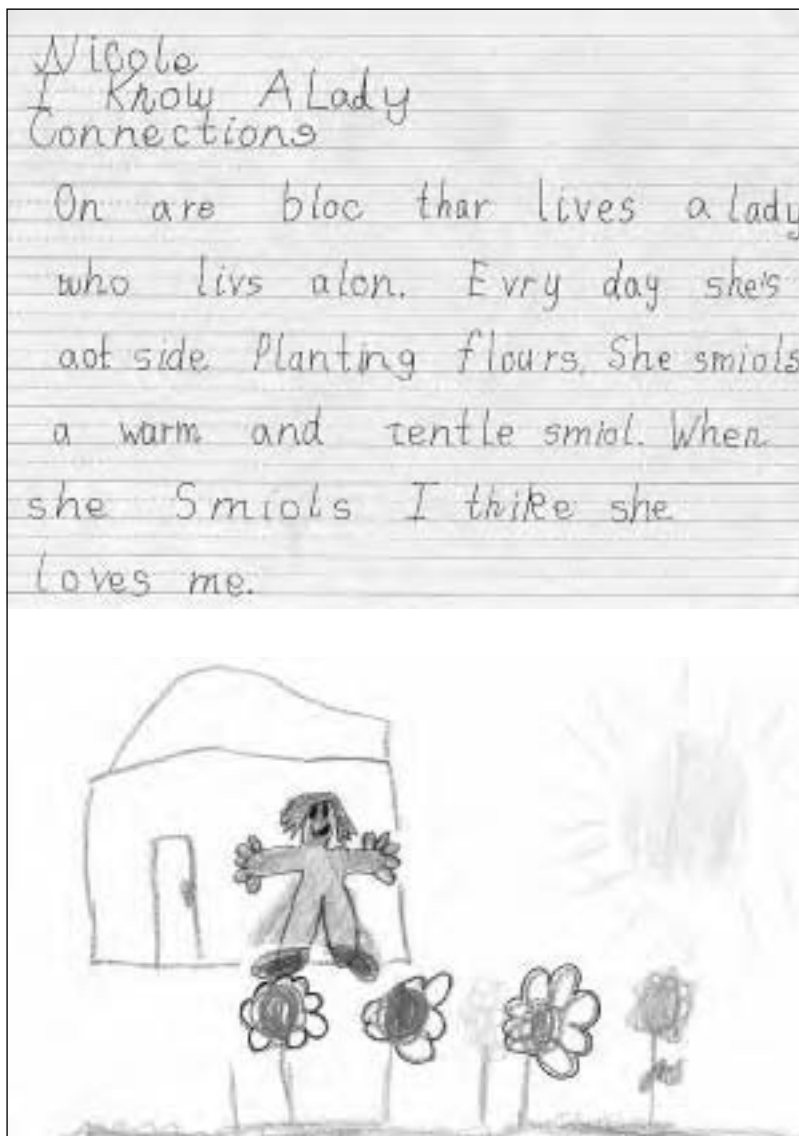 Nicole
I Know A Lady
Connections
On are bloc thar lives a lady
who livs alon. Evry day she's
aot side Planting flours. She smiols
a warm and rentle smiol. When
she Smiols I thike she
loves me.